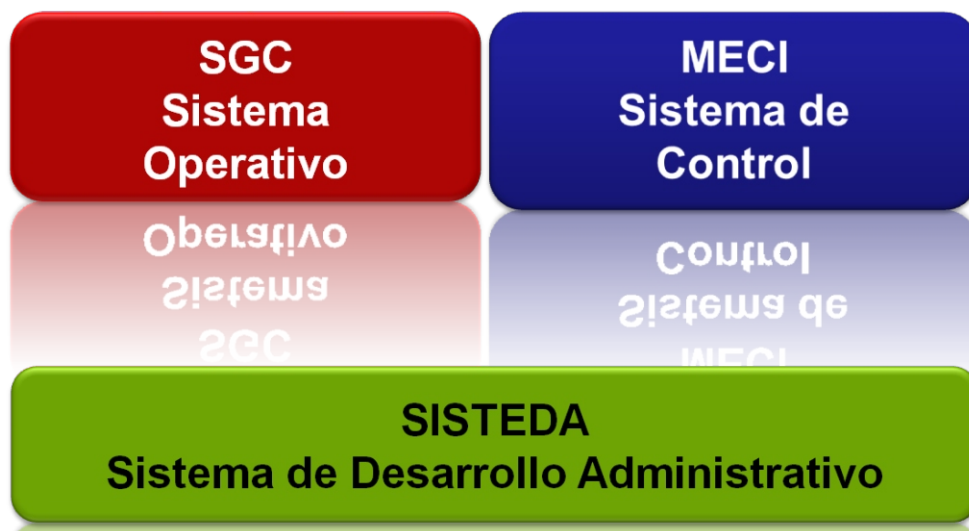 SGC
Sistema
Operativo
MECI
Sistema de
Control
SISTEDA
Sistema de Desarrollo Administrativo